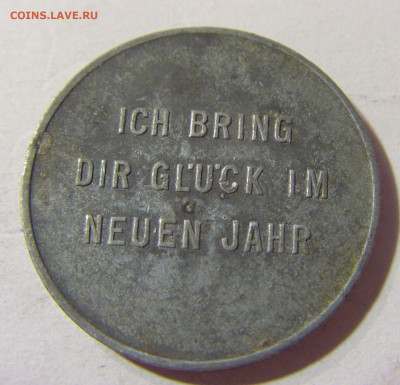 COINS.LAVE.RU
ICH BRING
DIR GLÜCK IM
NEUEN JAHR